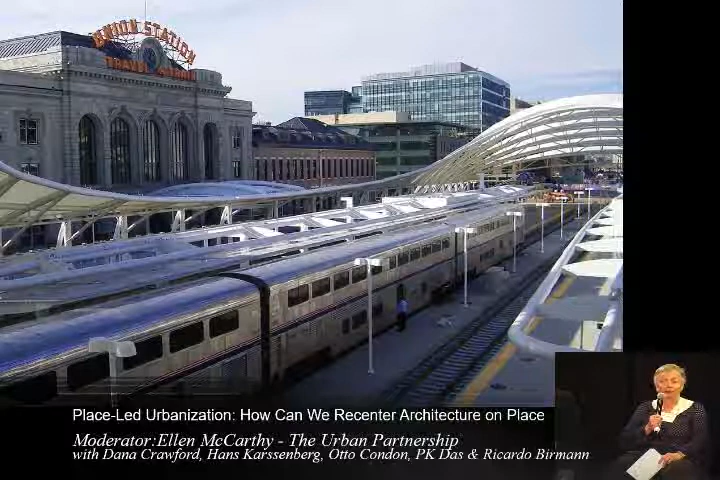 UNION STATION
TRAVEL by TRAIN
Place-Led Urbanization: How Can We Recenter Architecture on Place
Moderator:Ellen McCarthy - The Urban Partnership
with Dana Crawford, Hans Karssenberg, Otto Condon, PK Das & Ricardo Birmann